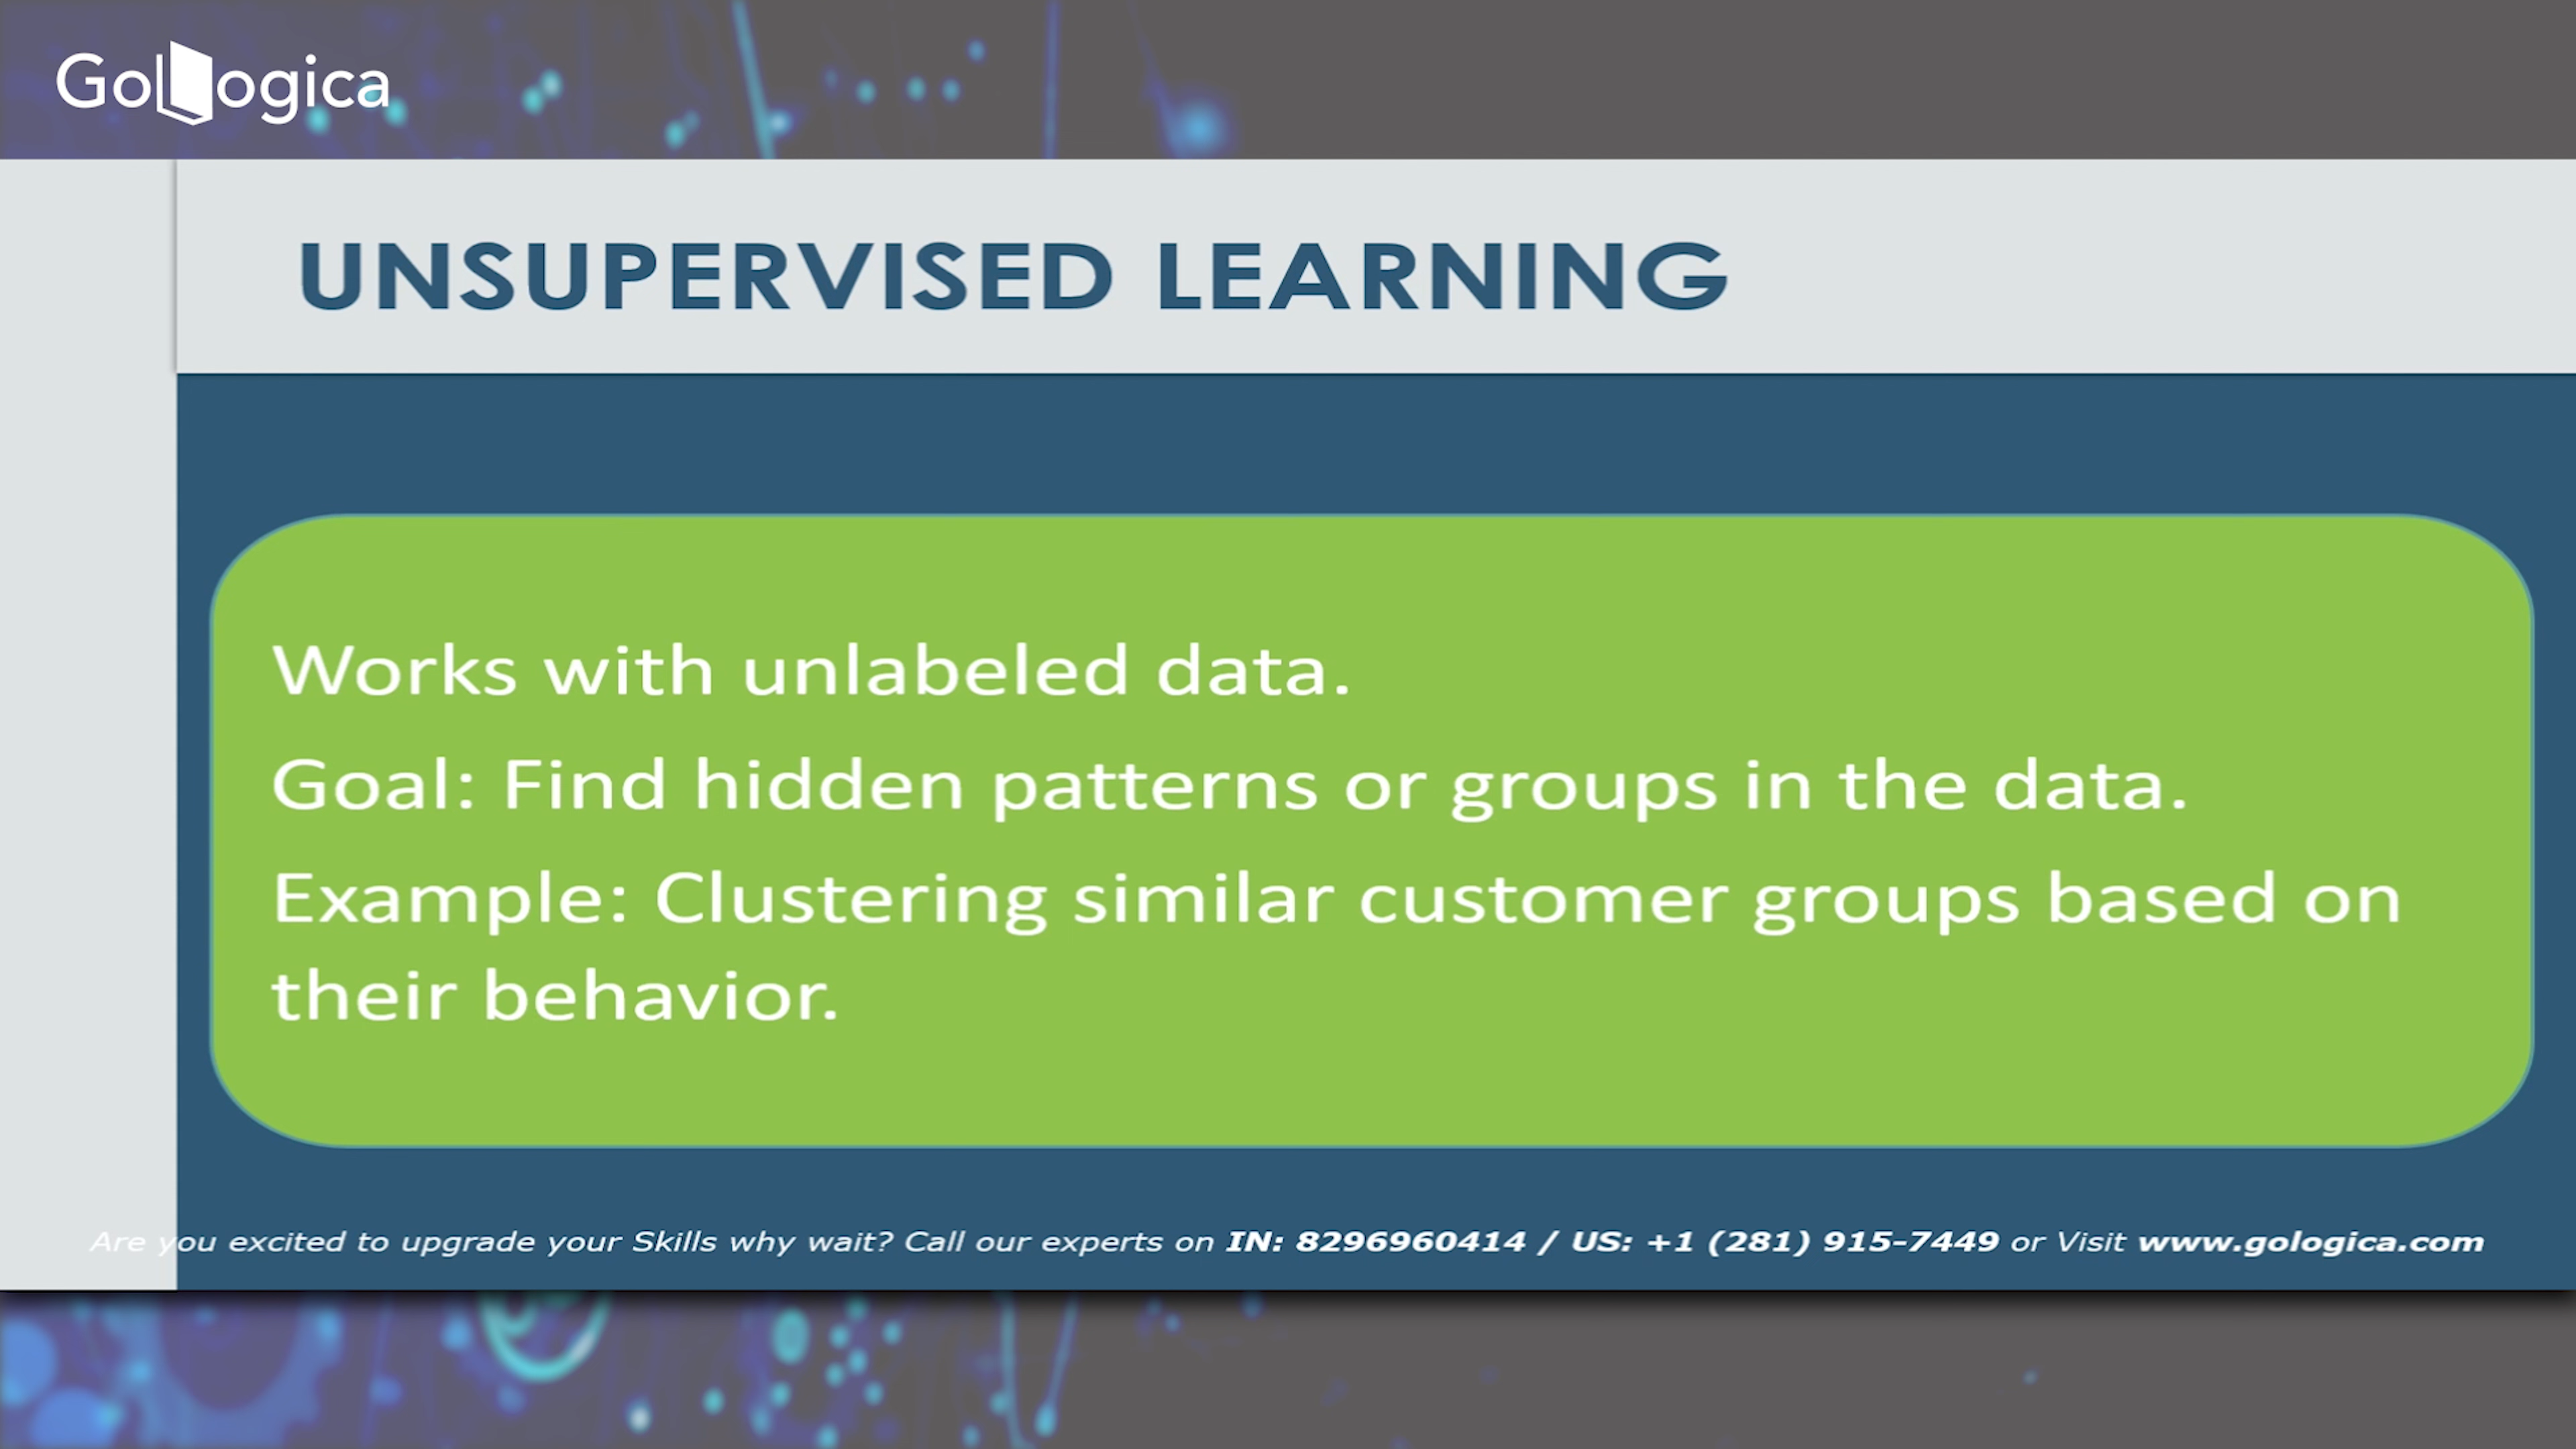 GoLogica
UNSUPERVISED LEARNING
Works with unlabeled data.
Goal: Find hidden patterns or groups in the data.
Example: Clustering similar customer groups based on
their behavior.
Are you excited to upgrade your Skills why wait? Call our experts on IN: 8296960414 / US: +1 (281) 915-7449 or Visit www.gologica.com